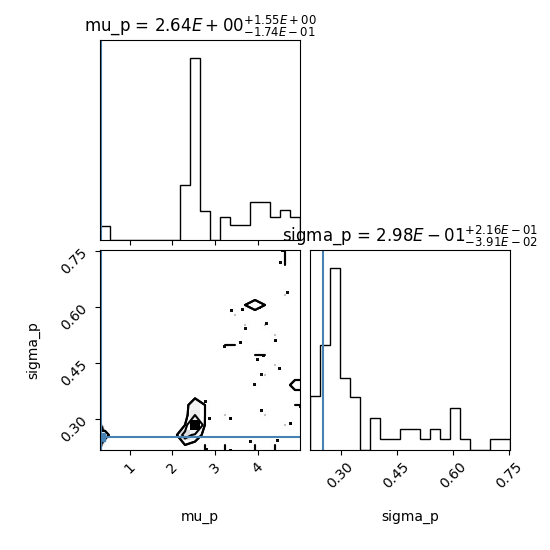 mu_p = 2.64E + 00+1.55E+00 −1.74E−01
sigma_p = 2.98E − 01+2.16E−01 −3.91E−02
0.75
0.60
0.45
0.30
sigma_p
1 2 3 4
mu_p
0.30 0.45 0.60 0.75
sigma_p